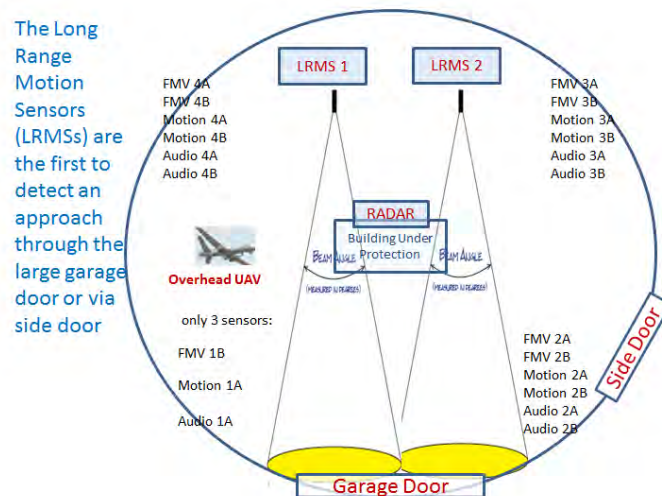 The Long
Range
Motion
Sensors
(LRMSs) are
the first to
detect an
approach
through the
large garage
door or via
side door
LRMS 1
LRMS 2
FMV 4A
FMV 4B
Motion 4A
Motion 4B
Audio 4A
Audio 4B
FMV 3A
FMV 3B
Motion 3A
Motion 3B
Audio 3A
Audio 3B
RADAR
Building Under
Protection
BEAM ANGLE
(MEASURED IN DEGREES)
BEAM ANGLE
(MEASURED IN DEGREES)
Overhead UAV
only 3 sensors:
FMV 1B
Motion 1A
Audio 1A
FMV 2A
FMV 2B
Motion 2A
Motion 2B
Audio 2A
Audio 2B
Side Door
Garage Door